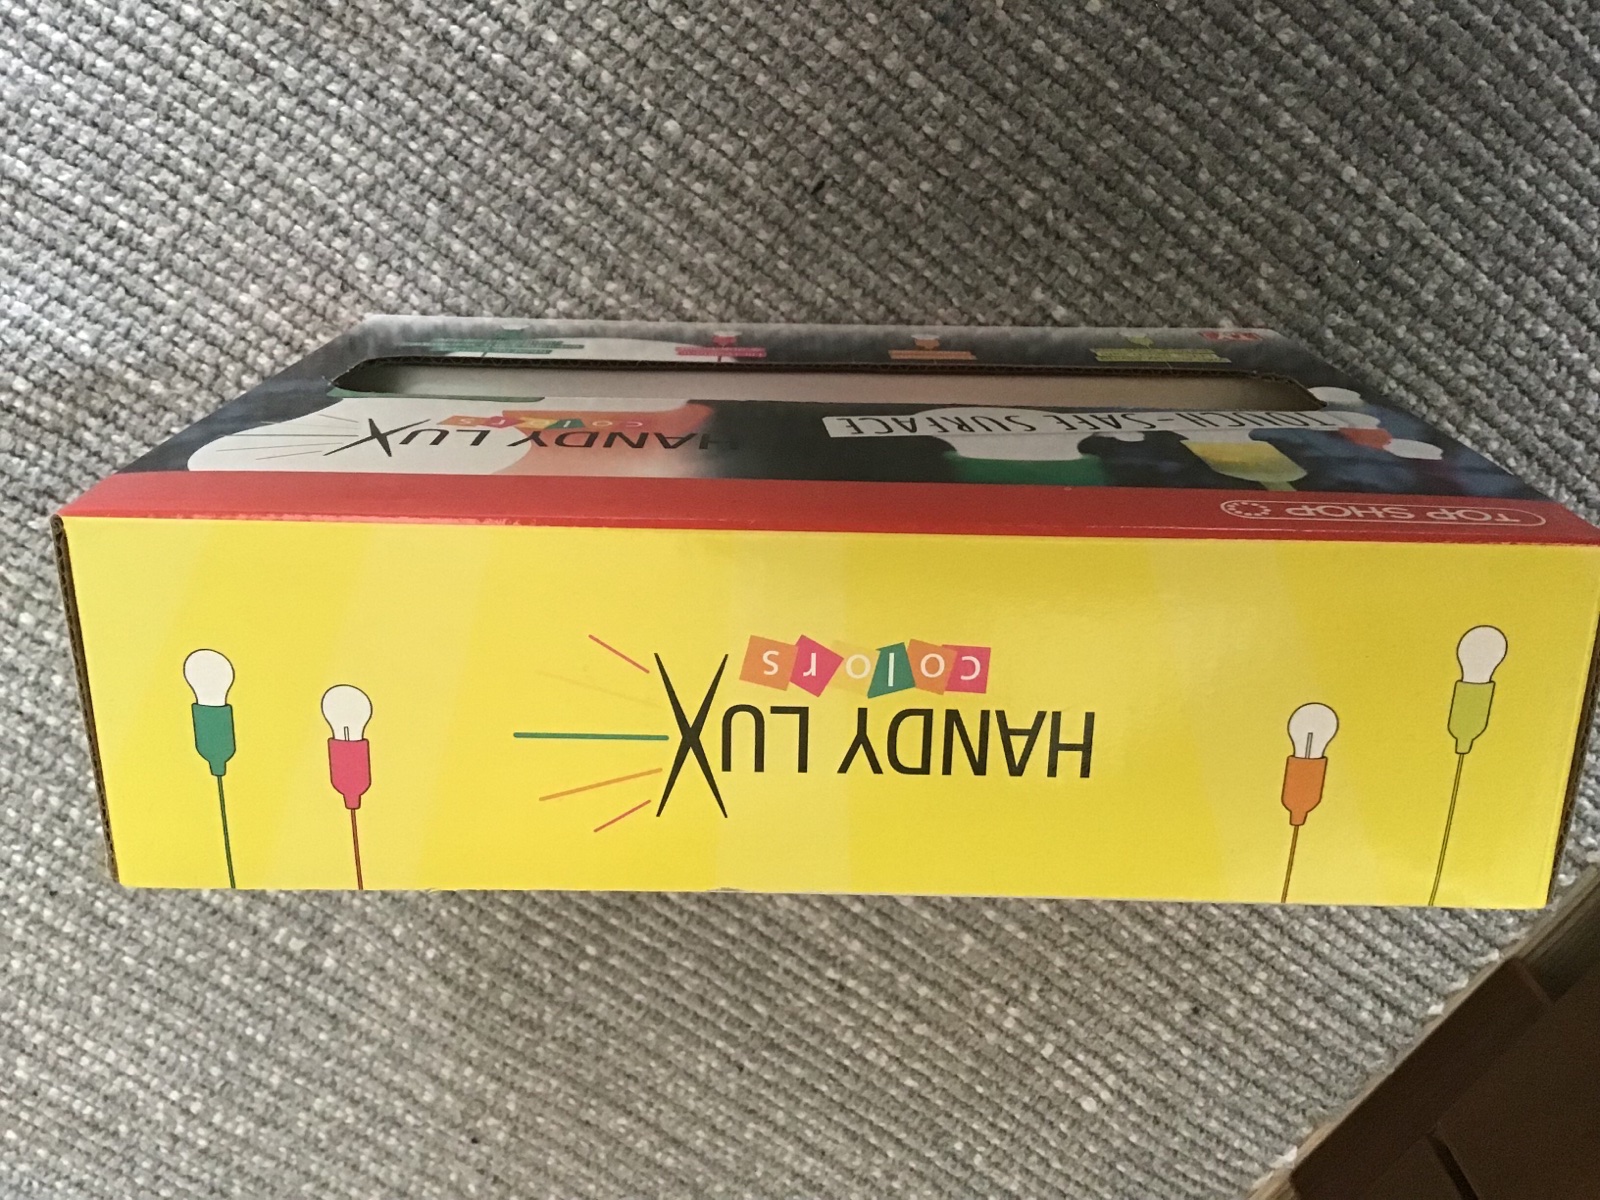 HANDY LUX
colors
TOP SHOP
TOUCH-SAFE SURFACE
HANDY LUX
colors